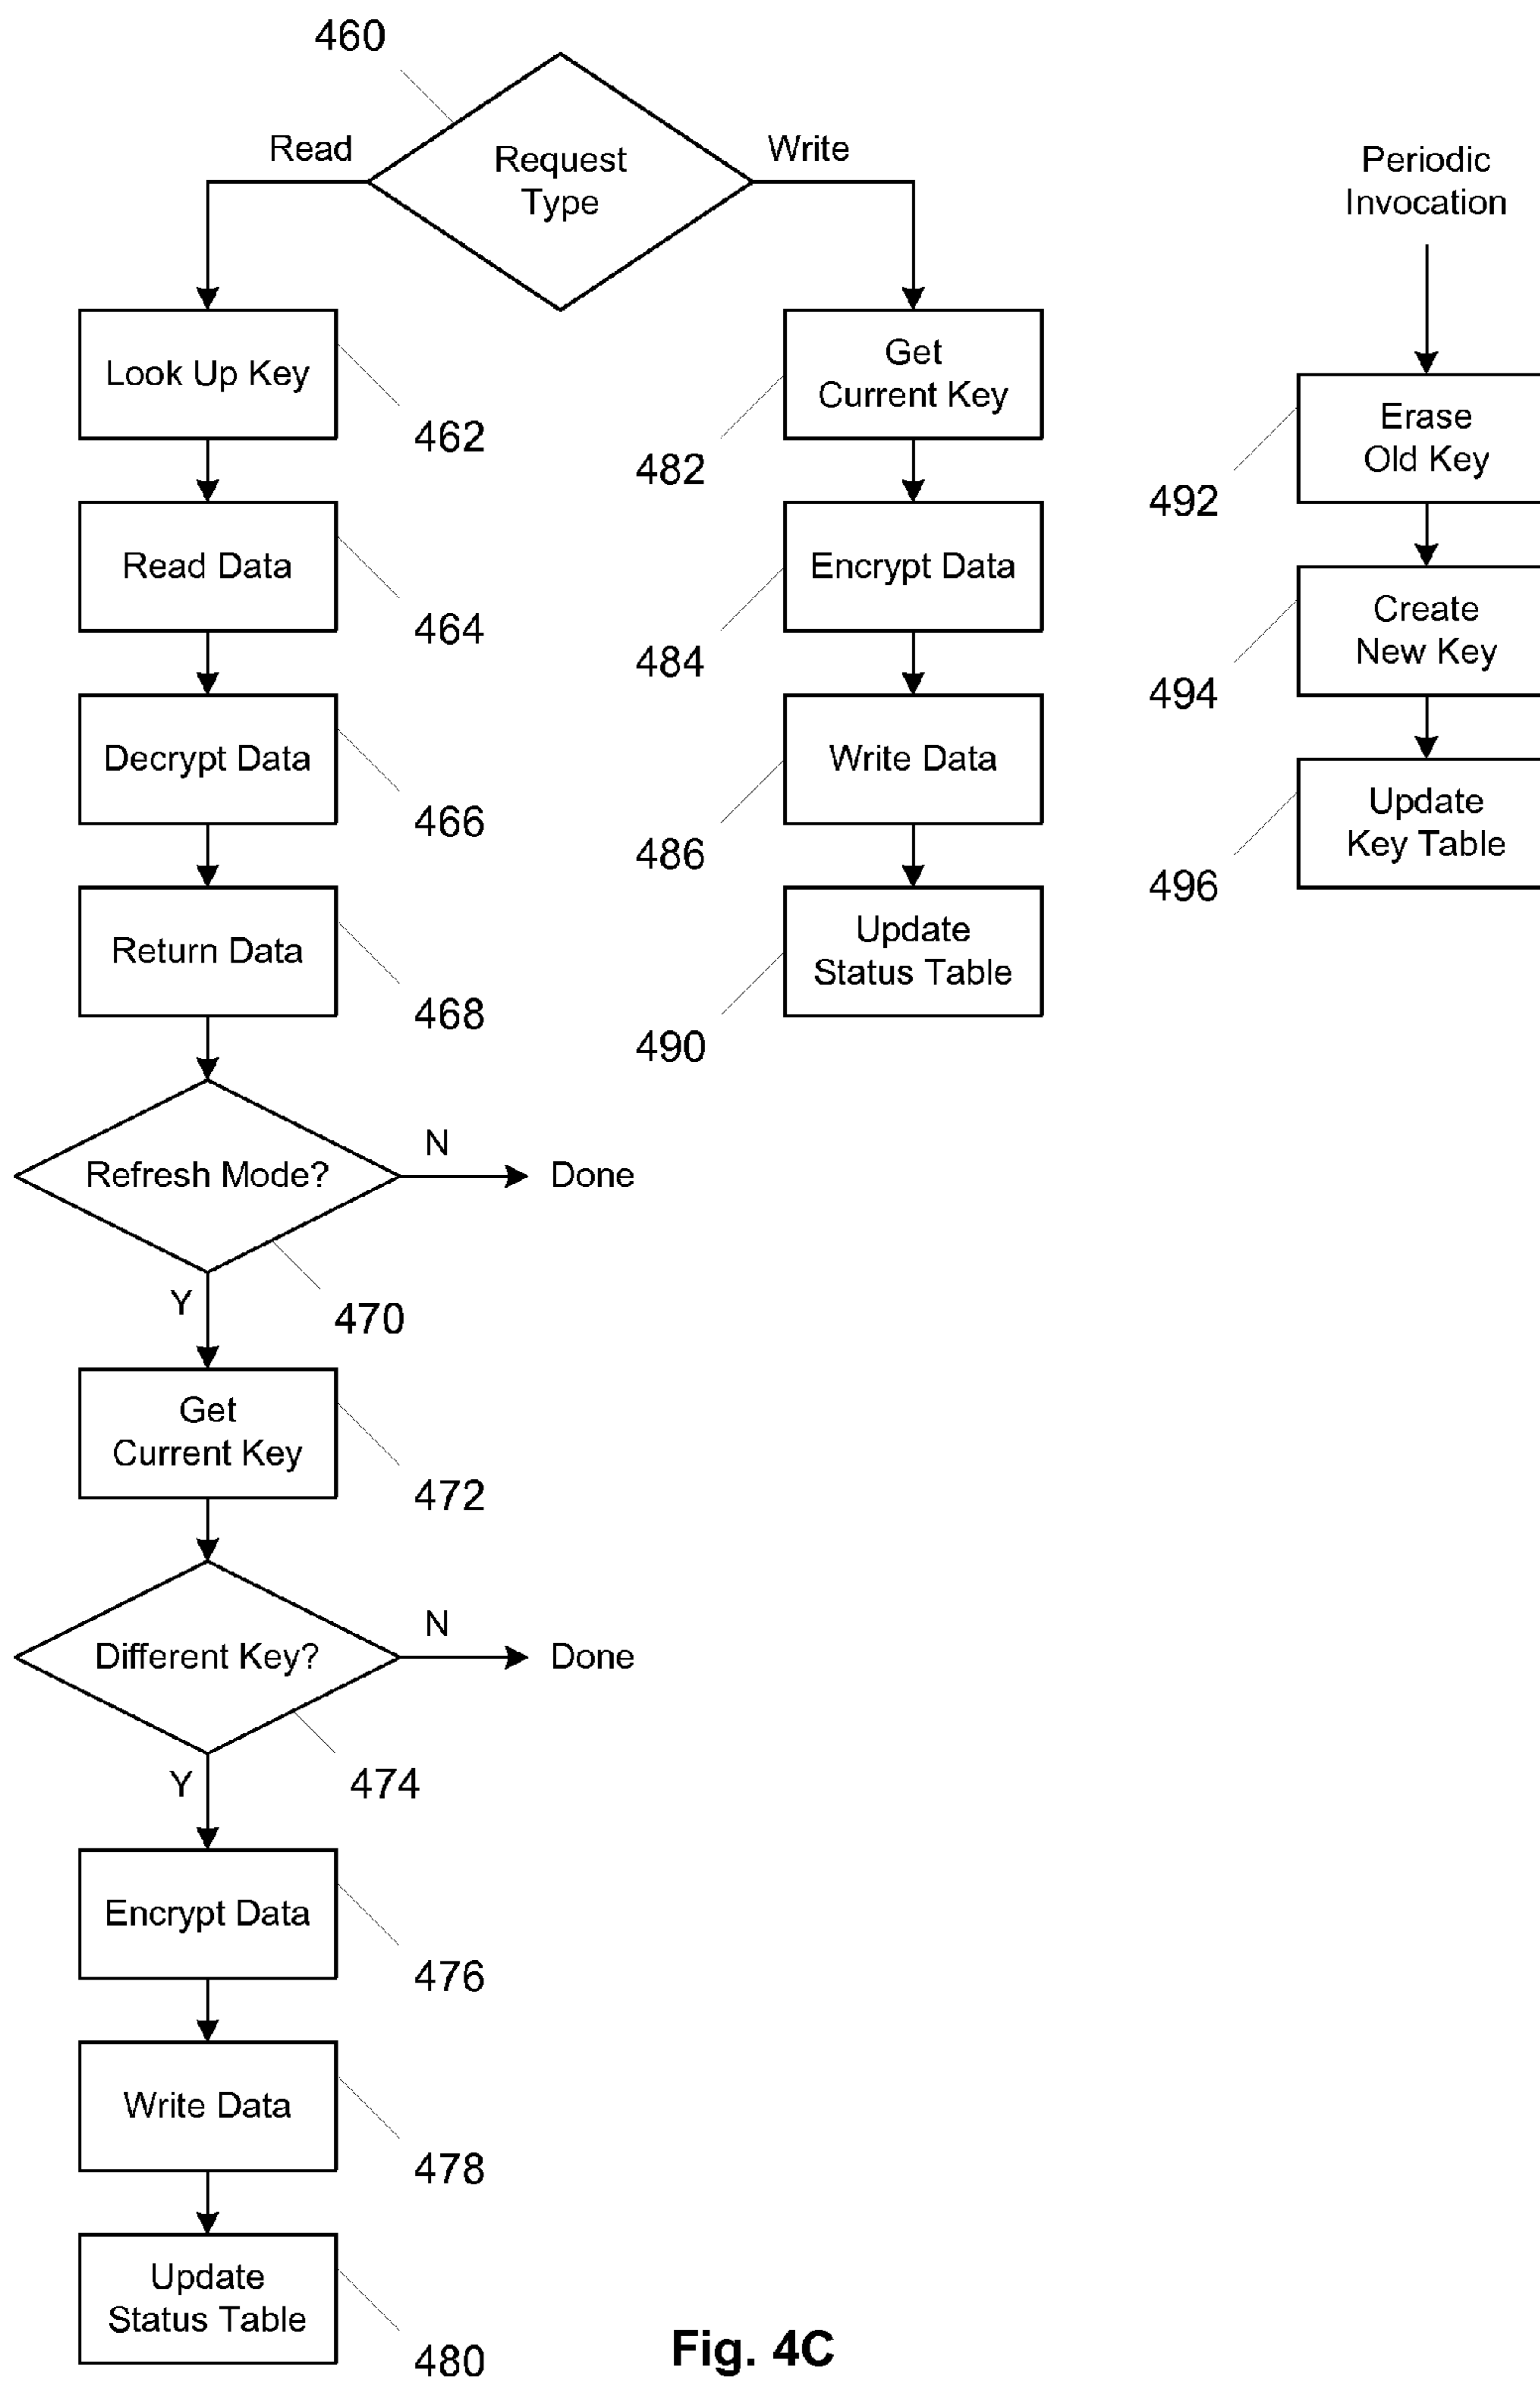 460
Read
Request
Type
Write
Look Up Key
462
Read Data
464
Decrypt Data
466
Return Data
468
Refresh Mode?
N
Done
Y
470
Get
Current Key
472
Different Key?
N
Done
Y
474
Encrypt Data
476
Write Data
478
Update
Status Table
480
Get
Current Key
482
Encrypt Data
484
Write Data
486
Update
Status Table
490
Periodic
Invocation
Erase
Old Key
492
Create
New Key
494
Update
Key Table
496
Fig. 4C